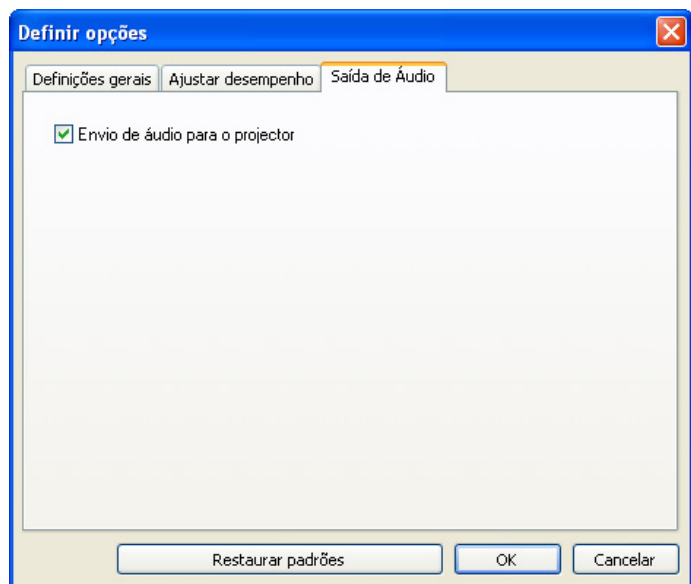 Definir opções
Definições gerais Ajustar desempenho Saída de Áudio
Envio de áudio para o projector
Restaurar padrões OK Cancelar